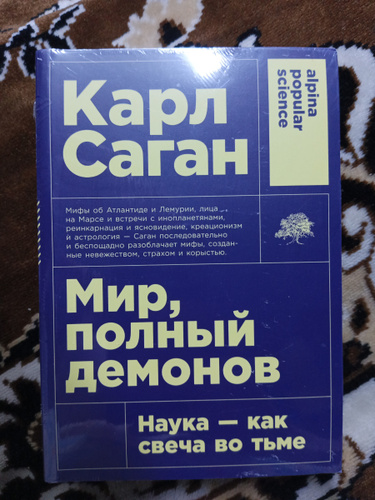 Карл
Саган
alpina
popular
science
Мифы об Атлантиде и Лемурии, лица
на Марсе и встречи с инопланетянами,
реинкарнация и ясновидение, креационизм
и астрология — Саган последовательно
и беспощадно разоблачает мифы, создан-
ные невежеством, страхом и корыстью.
Мир,
полный
демонов
Наука — как
свеча во тьме